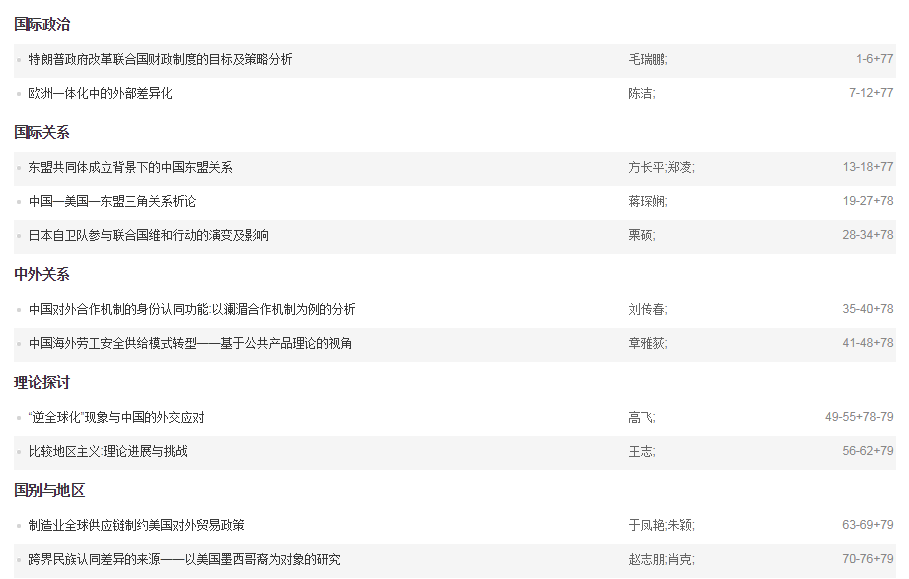 国际政治
特朗普政府改革联合国财政制度的目标及策略分析 毛瑞鹏; 1-6+77
欧洲一体化中的外部差异化 陈洁; 7-12+77
国际关系
东盟共同体成立背景下的中国东盟关系 方长平;郑凌; 13-18+77
中国—美国—东盟三角关系析论 蒋琛娴; 19-27+78
日本自卫队参与联合国维和行动的演变及影响 栗硕; 28-34+78
中外关系
中国对外合作机制的身份认同功能:以澜湄合作机制为例的分析 刘传春; 35-40+78
中国海外劳工安全供给模式转型——基于公共产品理论的视角 章雅荻; 41-48+78
理论探讨
“逆全球化”现象与中国的外交应对 高飞; 49-55+78-79
比较地区主义:理论进展与挑战 王志; 56-62+79
国别与地区
制造业全球供应链制约美国对外贸易政策 于凤艳;朱颖; 63-69+79
跨界民族认同差异的来源——以美国墨西哥裔为对象的研究 赵志朋;肖克; 70-76+79